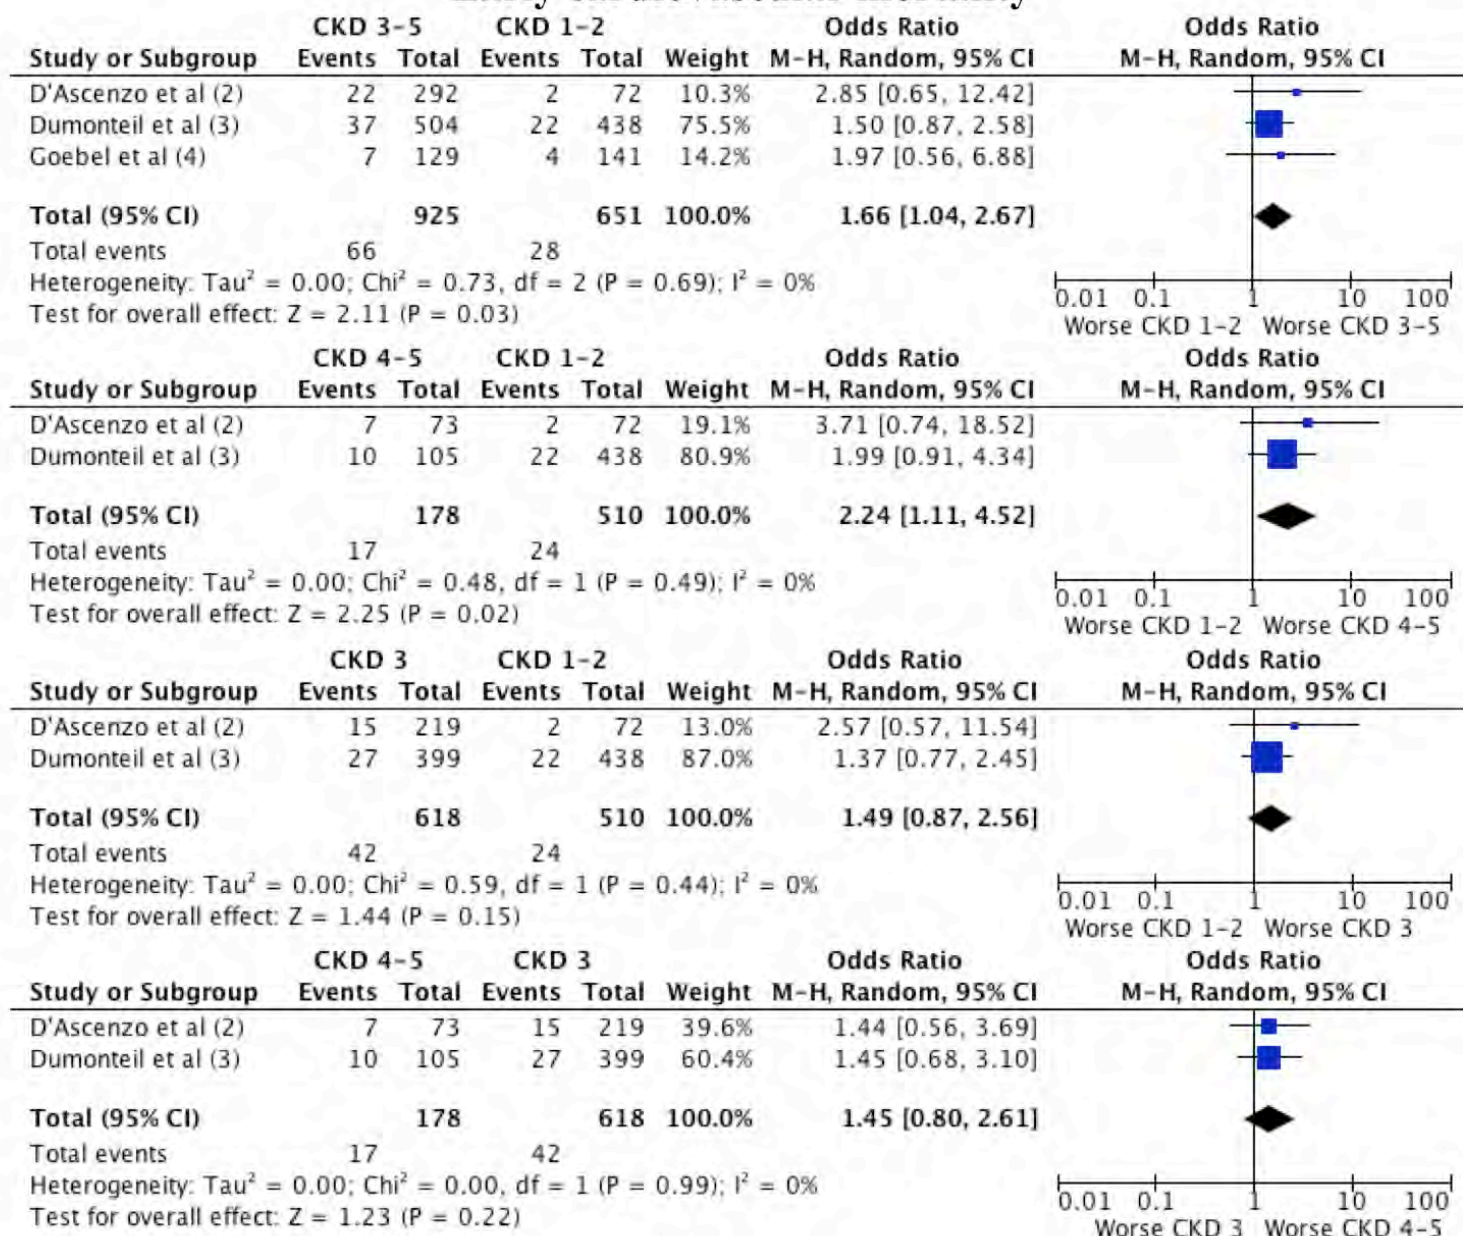 CKD 3-5 CKD 1-2 Odds Ratio Odds Ratio
Study or Subgroup Events Total Events Total Weight M-H, Random, 95% CI M-H, Random, 95% CI
D'Ascenzo et al (2) 22 292 2 72 10.3% 2.85 [0.65, 12.42]
Dumonteil et al (3) 37 504 22 438 75.5% 1.50 [0.87, 2.58]
Goebel et al (4) 7 129 4 141 14.2% 1.97 [0.56, 6.88]
Total (95% CI) 925 651 100.0% 1.66 [1.04, 2.67]
Total events 66 28
Heterogeneity: Tau² = 0.00; Chi² = 0.73, df = 2 (P = 0.69); I² = 0%
Test for overall effect: Z = 2.11 (P = 0.03)
0.01 0.1 1 10 100
Worse CKD 1-2 Worse CKD 3-5
CKD 4-5 CKD 1-2 Odds Ratio Odds Ratio
Study or Subgroup Events Total Events Total Weight M-H, Random, 95% CI M-H, Random, 95% CI
D'Ascenzo et al (2) 7 73 2 72 19.1% 3.71 [0.74, 18.52]
Dumonteil et al (3) 10 105 22 438 80.9% 1.99 [0.91, 4.34]
Total (95% CI) 178 510 100.0% 2.24 [1.11, 4.52]
Total events 17 24
Heterogeneity: Tau² = 0.00; Chi² = 0.48, df = 1 (P = 0.49); I² = 0%
Test for overall effect: Z = 2.25 (P = 0.02)
0.01 0.1 1 10 100
Worse CKD 1-2 Worse CKD 4-5
CKD 3 CKD 1-2 Odds Ratio Odds Ratio
Study or Subgroup Events Total Events Total Weight M-H, Random, 95% CI M-H, Random, 95% CI
D'Ascenzo et al (2) 15 219 2 72 13.0% 2.57 [0.57, 11.54]
Dumonteil et al (3) 27 399 22 438 87.0% 1.37 [0.77, 2.45]
Total (95% CI) 618 510 100.0% 1.49 [0.87, 2.56]
Total events 42 24
Heterogeneity: Tau² = 0.00; Chi² = 0.59, df = 1 (P = 0.44); I² = 0%
Test for overall effect: Z = 1.44 (P = 0.15)
0.01 0.1 1 10 100
Worse CKD 1-2 Worse CKD 3
CKD 4-5 CKD 3 Odds Ratio Odds Ratio
Study or Subgroup Events Total Events Total Weight M-H, Random, 95% CI M-H, Random, 95% CI
D'Ascenzo et al (2) 7 73 15 219 39.6% 1.44 [0.56, 3.69]
Dumonteil et al (3) 10 105 27 399 60.4% 1.45 [0.68, 3.10]
Total (95% CI) 178 618 100.0% 1.45 [0.80, 2.61]
Total events 17 42
Heterogeneity: Tau² = 0.00; Chi² = 0.00, df = 1 (P = 0.99); I² = 0%
Test for overall effect: Z = 1.23 (P = 0.22)
0.01 0.1 1 10 100
Worse CKD 3 Worse CKD 4-5